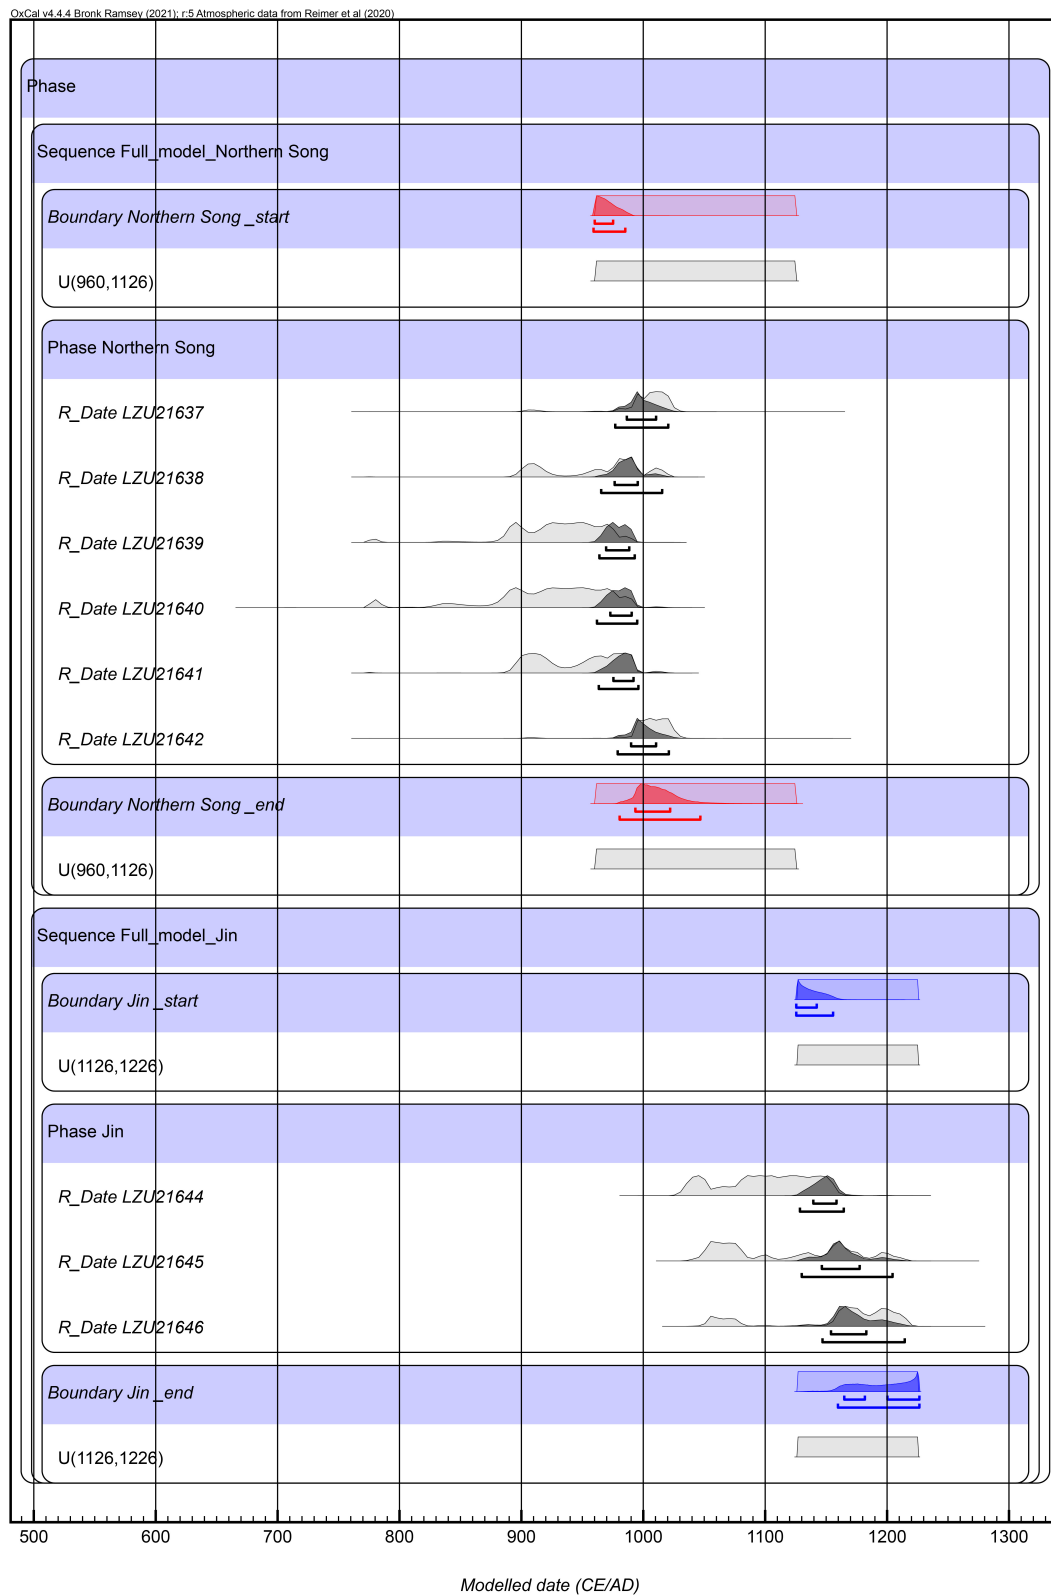 OxCal v4.4.4 Bronk Ramsey (2021); r:5 Atmospheric data from Reimer et al (2020)
Phase
Sequence Full_model_Northern Song
Boundary Northern Song _start
U(960,1126)
Phase Northern Song
R_Date LZU21637
R_Date LZU21638
R_Date LZU21639
R_Date LZU21640
R_Date LZU21641
R_Date LZU21642
Boundary Northern Song _end
U(960,1126)
Sequence Full_model_Jin
Boundary Jin _start
U(1126,1226)
Phase Jin
R_Date LZU21644
R_Date LZU21645
R_Date LZU21646
Boundary Jin _end
U(1126,1226)
500 600 700 800 900 1000 1100 1200 1300
Modelled date (CE/AD)